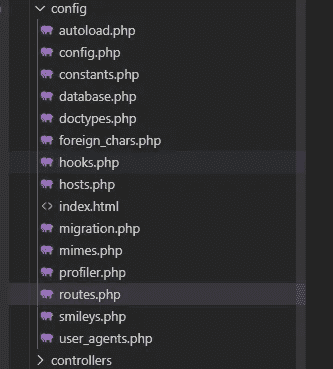 config
autoload.php
config.php
constants.php
database.php
doctypes.php
foreign_chars.php
hooks.php
hosts.php
index.html
migration.php
mimes.php
profiler.php
routes.php
smileys.php
user_agents.php
controllers